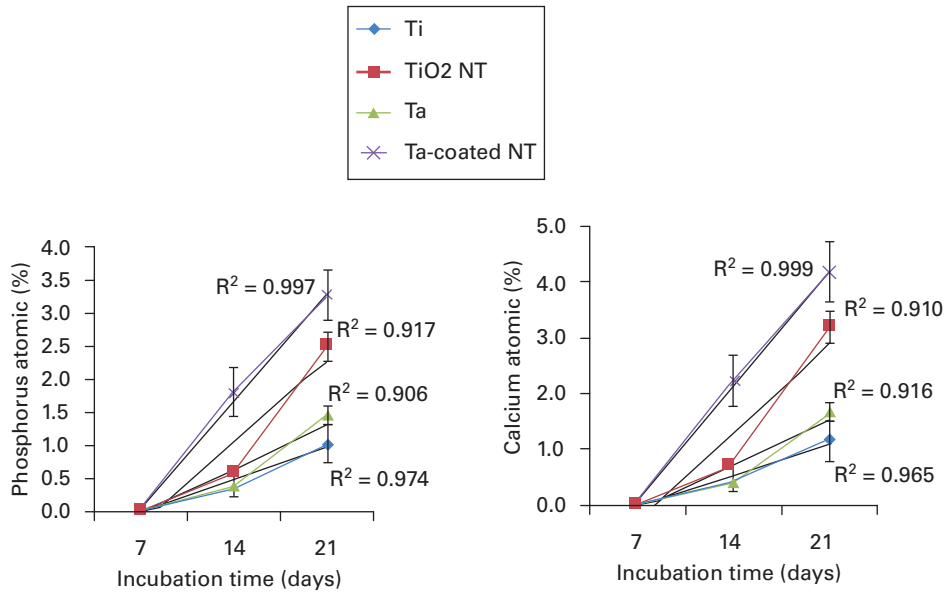 Ti
TiO2 NT
Ta
Ta-coated NT
Phosphorus atomic (%)
4.0
3.5
3.0
2.5
2.0
1.5
1.0
0.5
0.0
R² = 0.997
R² = 0.917
R² = 0.906
R² = 0.974
7 14 21
Incubation time (days)
Calcium atomic (%)
5.0
4.0
3.0
2.0
1.0
0.0
R² = 0.999
R² = 0.910
R² = 0.916
R² = 0.965
7 14 21
Incubation time (days)